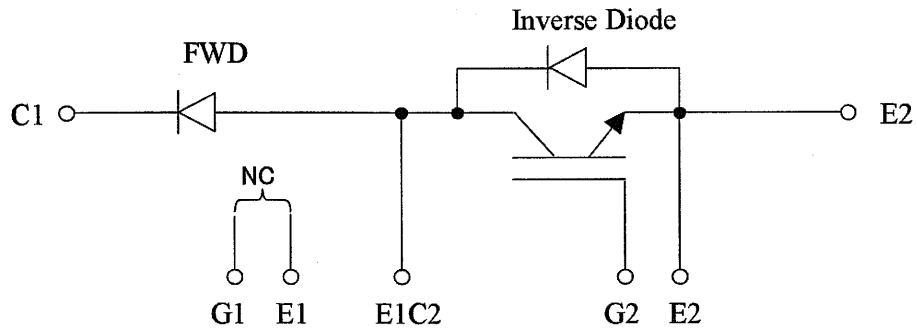 Inverse Diode
FWD
C1
E2
NC
G1 E1 E1C2 G2 E2